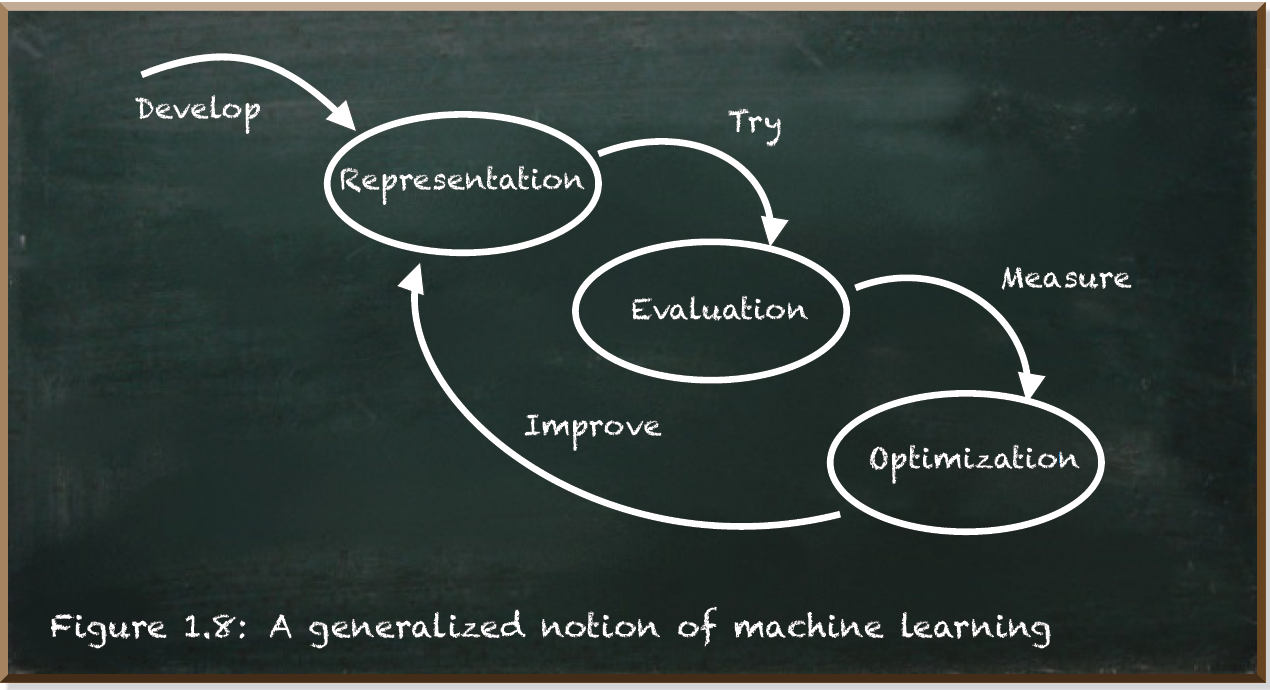 Develop
Try
Representation
Measure
Evaluation
Improve
Optimization
Figure 1.8: A generalized notion of machine learning